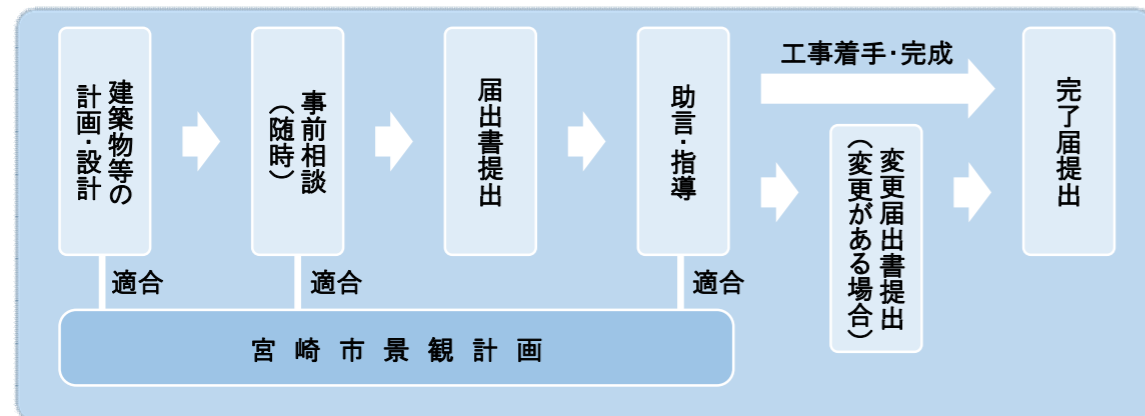 建築物等の
計画・設計
事前相談
（随時）
届出書提出
助言・指導
工事着手・完成
変更届出書提出
（変更がある場合）
完了届提出
適合
適合
適合
宮崎市景観計画